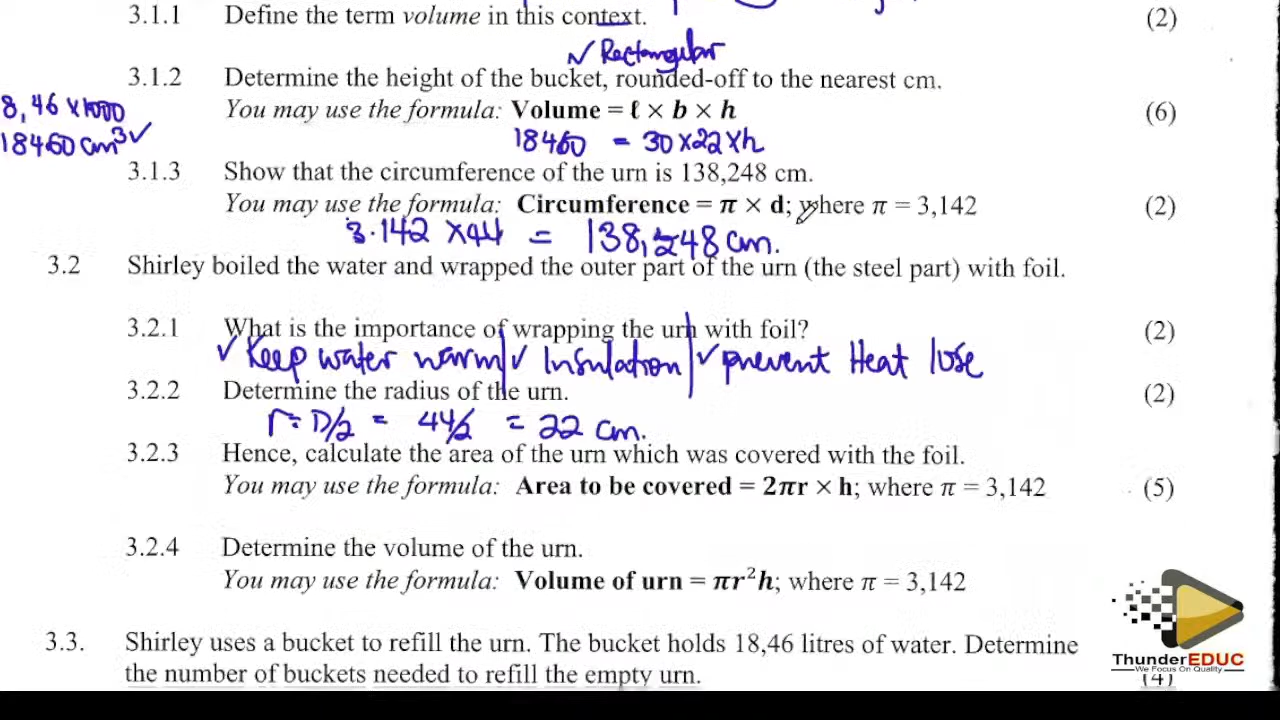 3.1.1 Define the term volume in this context. (2)
✓ Rectangular
3.1.2 Determine the height of the bucket, rounded-off to the nearest cm.
8,46 ×1000
You may use the formula: Volume = ℓ × b × h (6)
18460 cm³ ✓
18460 = 30×22×h
3.1.3 Show that the circumference of the urn is 138,248 cm.
You may use the formula: Circumference = π × d; where π = 3,142 (2)
3.142 ×44 = 138,248 cm.
3.2 Shirley boiled the water and wrapped the outer part of the urn (the steel part) with foil.
3.2.1 What is the importance of wrapping the urn with foil? (2)
✓ Keep water warm | ✓ Insulation | ✓ prevent Heat lose
3.2.2 Determine the radius of the urn. (2)
r = D/2 = 44/2 = 22 cm.
3.2.3 Hence, calculate the area of the urn which was covered with the foil.
You may use the formula: Area to be covered = 2πr × h; where π = 3,142 (5)
3.2.4 Determine the volume of the urn.
You may use the formula: Volume of urn = πr²h; where π = 3,142
3.3. Shirley uses a bucket to refill the urn. The bucket holds 18,46 litres of water. Determine
the number of buckets needed to refill the empty urn. (4)
ThunderEDUC
We Focus On Quality